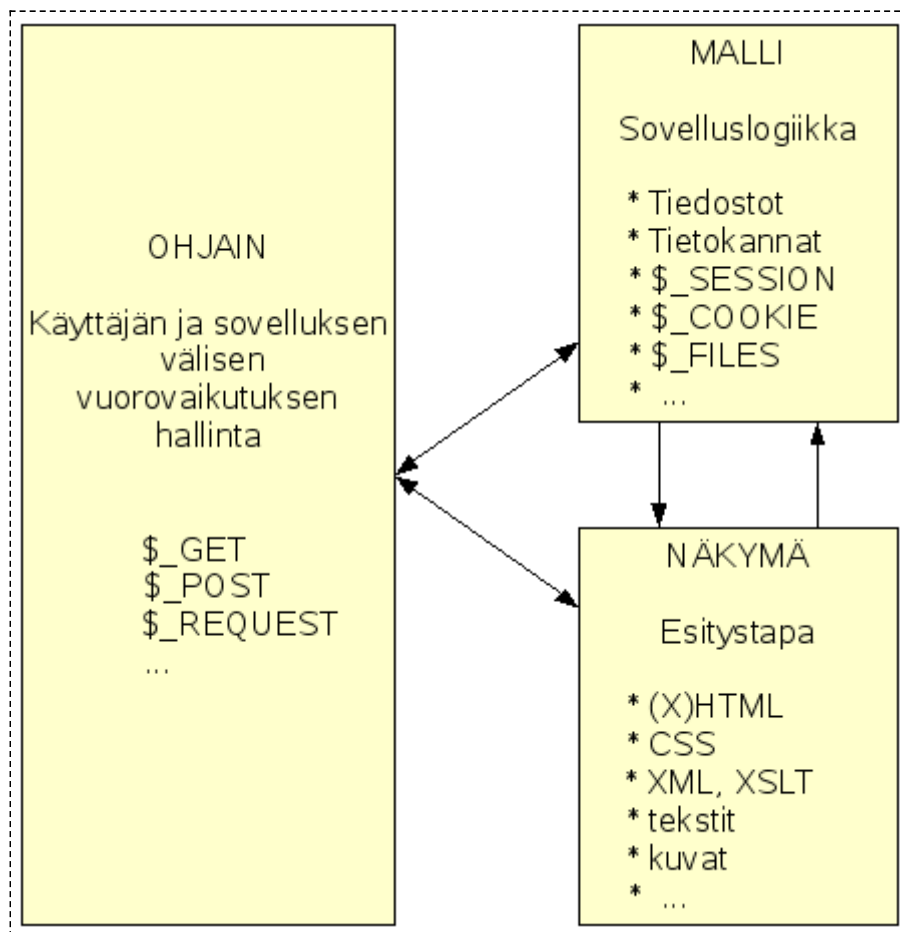 OHJAIN
Käyttäjän ja sovelluksen
välisen
vuorovaikutuksen
hallinta
$_GET
$_POST
$_REQUEST
...
MALLI
Sovelluslogiikka
* Tiedostot
* Tietokannat
* $_SESSION
* $_COOKIE
* $_FILES
* ...
NÄKYMÄ
Esitystapa
* (X)HTML
* CSS
* XML, XSLT
* tekstit
* kuvat
* ...